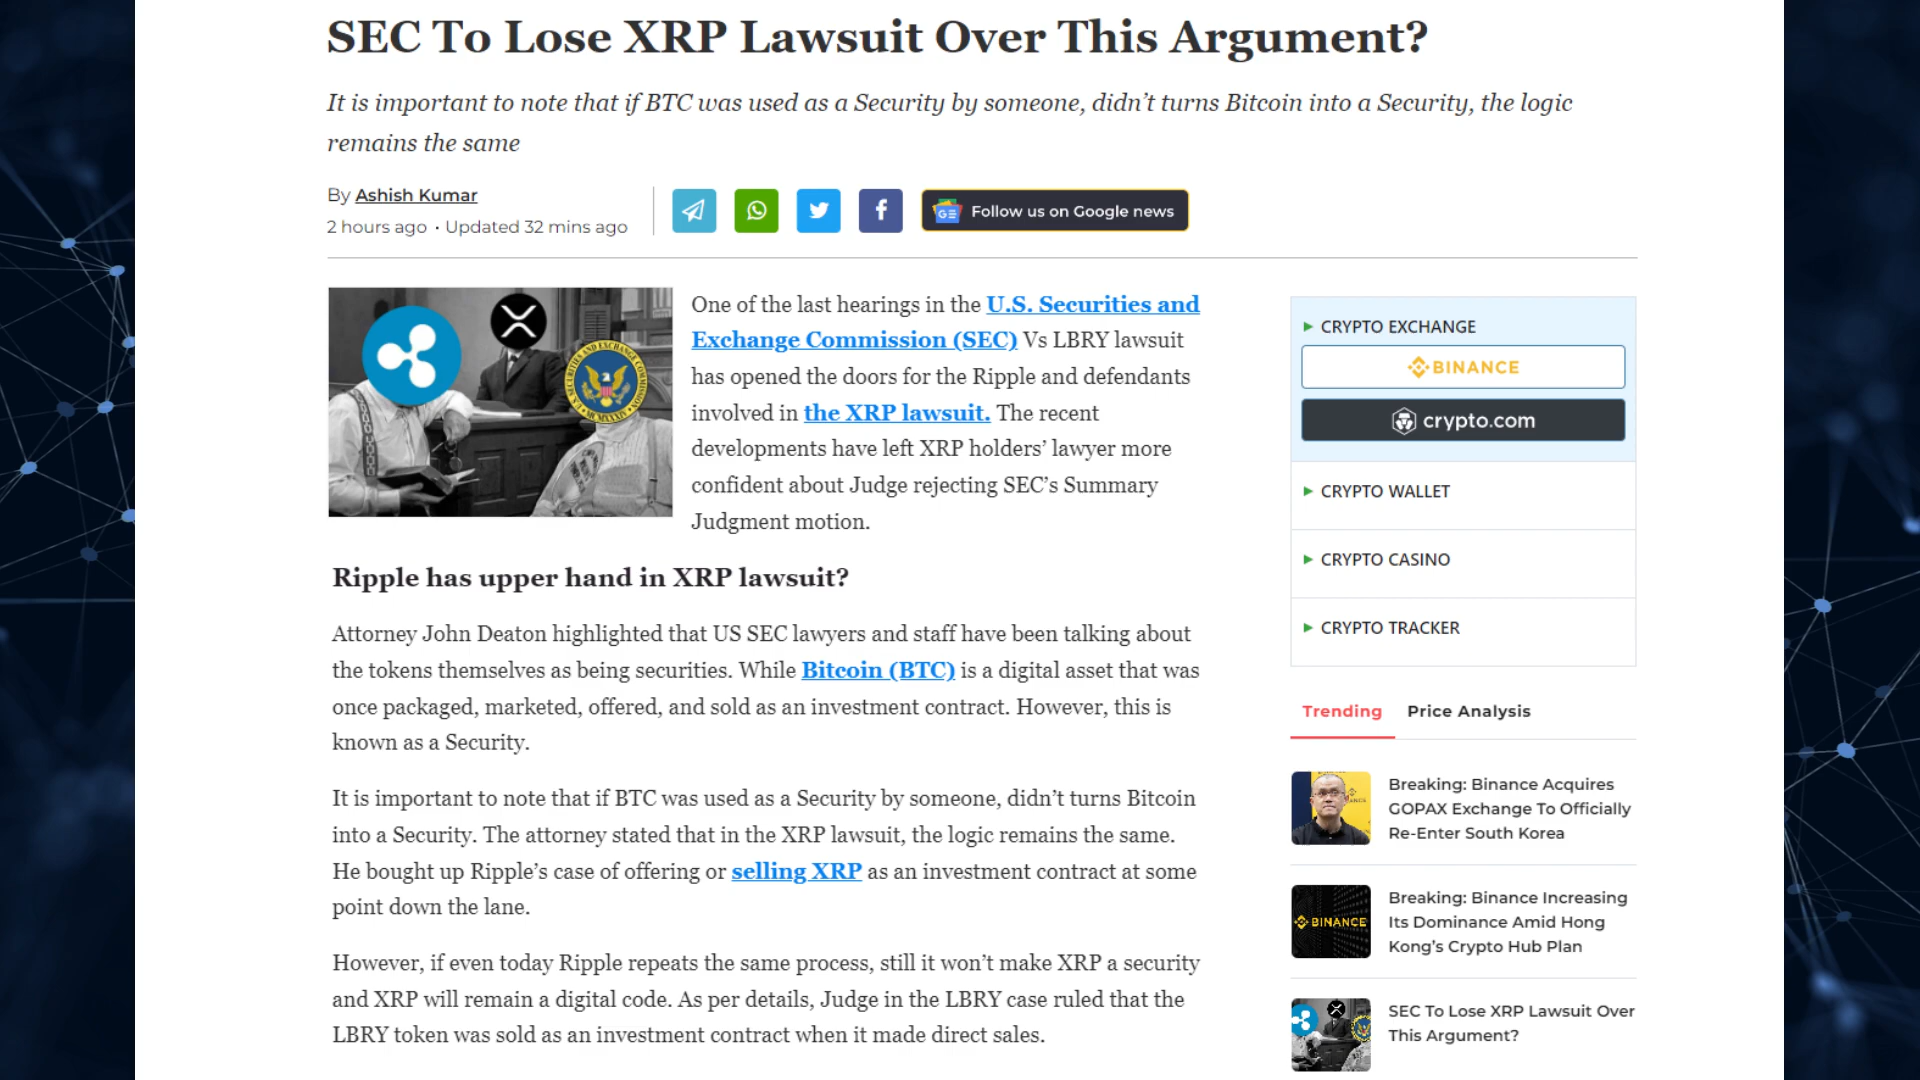 SEC To Lose XRP Lawsuit Over This Argument?
It is important to note that if BTC was used as a Security by someone, didn’t turns Bitcoin into a Security, the logic
remains the same
By Ashish Kumar
2 hours ago • Updated 32 mins ago
Follow us on Google news
One of the last hearings in the U.S. Securities and
Exchange Commission (SEC) Vs LBRY lawsuit
has opened the doors for the Ripple and defendants
involved in the XRP lawsuit. The recent
developments have left XRP holders’ lawyer more
confident about Judge rejecting SEC’s Summary
Judgment motion.
Ripple has upper hand in XRP lawsuit?
Attorney John Deaton highlighted that US SEC lawyers and staff have been talking about
the tokens themselves as being securities. While Bitcoin (BTC) is a digital asset that was
once packaged, marketed, offered, and sold as an investment contract. However, this is
known as a Security.
It is important to note that if BTC was used as a Security by someone, didn’t turns Bitcoin
into a Security. The attorney stated that in the XRP lawsuit, the logic remains the same.
He bought up Ripple’s case of offering or selling XRP as an investment contract at some
point down the lane.
However, if even today Ripple repeats the same process, still it won’t make XRP a security
and XRP will remain a digital code. As per details, Judge in the LBRY case ruled that the
LBRY token was sold as an investment contract when it made direct sales.
CRYPTO EXCHANGE
BINANCE
crypto.com
CRYPTO WALLET
CRYPTO CASINO
CRYPTO TRACKER
Trending Price Analysis
Breaking: Binance Acquires
GOPAX Exchange To Officially
Re-Enter South Korea
BINANCE
Breaking: Binance Increasing
Its Dominance Amid Hong
Kong’s Crypto Hub Plan
SEC To Lose XRP Lawsuit Over
This Argument?